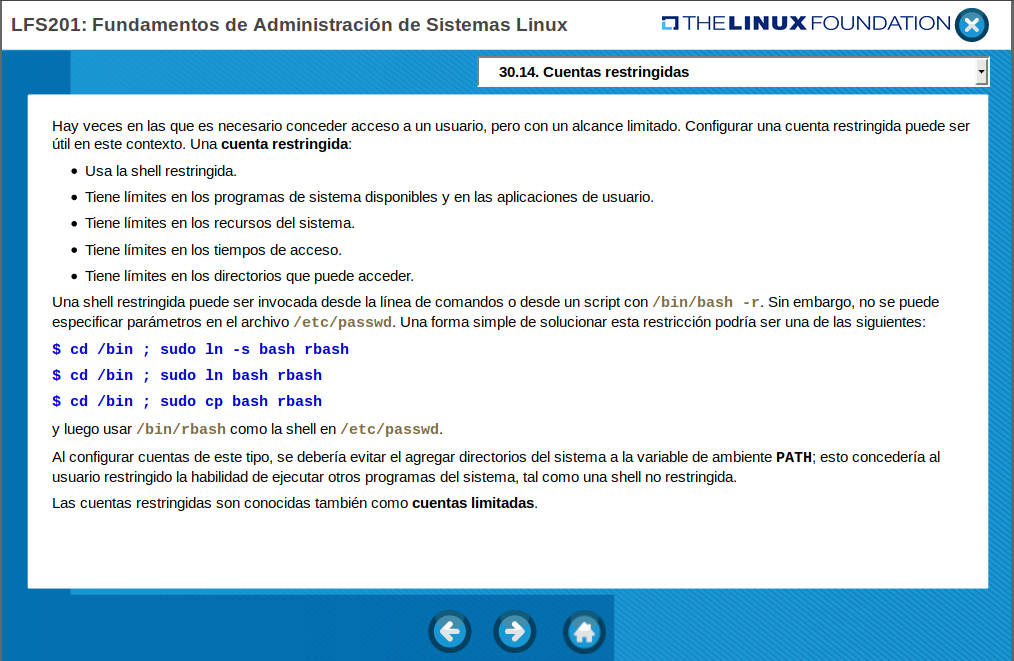 LFS201: Fundamentos de Administración de Sistemas Linux
THE LINUX FOUNDATION
30.14. Cuentas restringidas
Hay veces en las que es necesario conceder acceso a un usuario, pero con un alcance limitado. Configurar una cuenta restringida puede ser
útil en este contexto. Una cuenta restringida:
• Usa la shell restringida.
• Tiene límites en los programas de sistema disponibles y en las aplicaciones de usuario.
• Tiene límites en los recursos del sistema.
• Tiene límites en los tiempos de acceso.
• Tiene límites en los directorios que puede acceder.
Una shell restringida puede ser invocada desde la línea de comandos o desde un script con /bin/bash -r. Sin embargo, no se puede
especificar parámetros en el archivo /etc/passwd. Una forma simple de solucionar esta restricción podría ser una de las siguientes:
$ cd /bin ; sudo ln -s bash rbash
$ cd /bin ; sudo ln bash rbash
$ cd /bin ; sudo cp bash rbash
y luego usar /bin/rbash como la shell en /etc/passwd.
Al configurar cuentas de este tipo, se debería evitar el agregar directorios del sistema a la variable de ambiente PATH; esto concedería al
usuario restringido la habilidad de ejecutar otros programas del sistema, tal como una shell no restringida.
Las cuentas restringidas son conocidas también como cuentas limitadas.